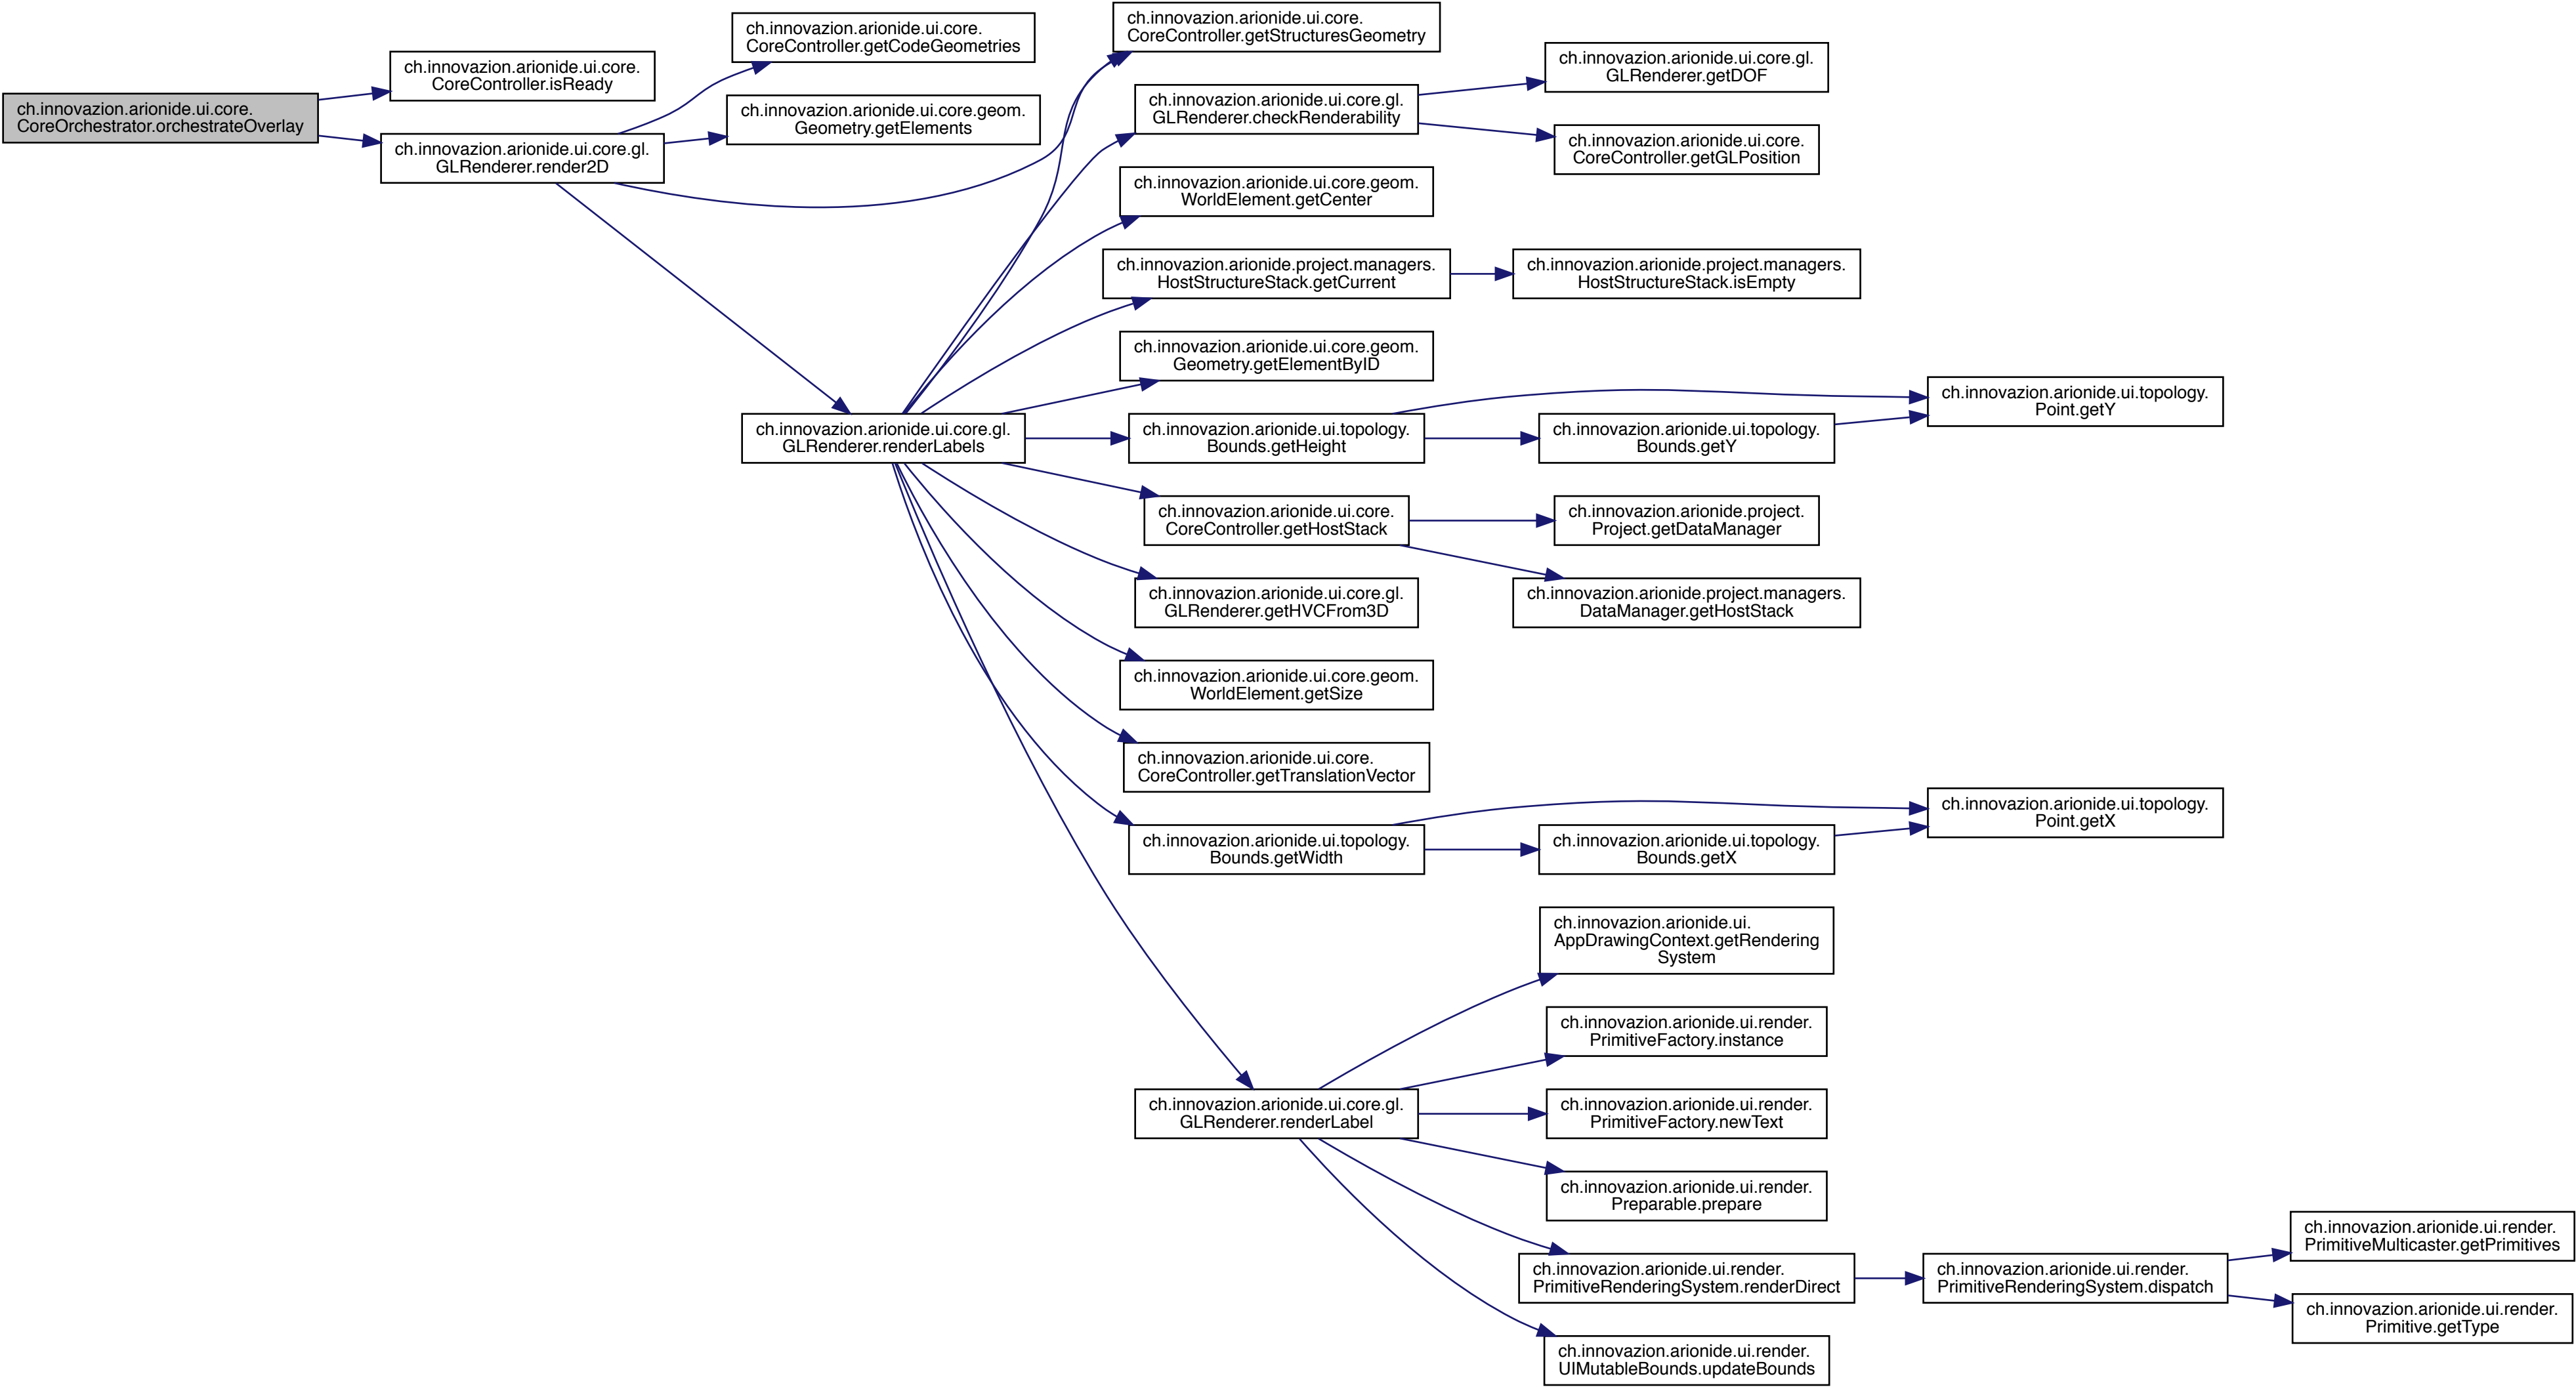 ch.innovazion.arionide.ui.core.
CoreOrchestrator.orchestrateOverlay
ch.innovazion.arionide.ui.core.
CoreController.isReady
ch.innovazion.arionide.ui.core.gl.
GLRenderer.render2D
ch.innovazion.arionide.ui.core.
CoreController.getCodeGeometries
ch.innovazion.arionide.ui.core.geom.
Geometry.getElements
ch.innovazion.arionide.ui.core.gl.
GLRenderer.renderLabels
ch.innovazion.arionide.ui.core.
CoreController.getStructuresGeometry
ch.innovazion.arionide.ui.core.gl.
GLRenderer.checkRenderability
ch.innovazion.arionide.ui.core.geom.
WorldElement.getCenter
ch.innovazion.arionide.project.managers.
HostStructureStack.getCurrent
ch.innovazion.arionide.ui.core.geom.
Geometry.getElementByID
ch.innovazion.arionide.ui.topology.
Bounds.getHeight
ch.innovazion.arionide.ui.core.
CoreController.getHostStack
ch.innovazion.arionide.ui.core.gl.
GLRenderer.getHVCFrom3D
ch.innovazion.arionide.ui.core.geom.
WorldElement.getSize
ch.innovazion.arionide.ui.core.
CoreController.getTranslationVector
ch.innovazion.arionide.ui.topology.
Bounds.getWidth
ch.innovazion.arionide.ui.core.gl.
GLRenderer.renderLabel
ch.innovazion.arionide.ui.core.gl.
GLRenderer.getDOF
ch.innovazion.arionide.ui.core.
CoreController.getGLPosition
ch.innovazion.arionide.project.managers.
HostStructureStack.isEmpty
ch.innovazion.arionide.ui.topology.
Bounds.getY
ch.innovazion.arionide.project.
Project.getDataManager
ch.innovazion.arionide.project.managers.
DataManager.getHostStack
ch.innovazion.arionide.ui.topology.
Bounds.getX
ch.innovazion.arionide.ui.
AppDrawingContext.getRendering
System
ch.innovazion.arionide.ui.render.
PrimitiveFactory.instance
ch.innovazion.arionide.ui.render.
PrimitiveFactory.newText
ch.innovazion.arionide.ui.render.
Preparable.prepare
ch.innovazion.arionide.ui.render.
PrimitiveRenderingSystem.renderDirect
ch.innovazion.arionide.ui.render.
UIMutableBounds.updateBounds
ch.innovazion.arionide.ui.topology.
Point.getY
ch.innovazion.arionide.ui.topology.
Point.getX
ch.innovazion.arionide.ui.render.
PrimitiveRenderingSystem.dispatch
ch.innovazion.arionide.ui.render.
PrimitiveMulticaster.getPrimitives
ch.innovazion.arionide.ui.render.
Primitive.getType